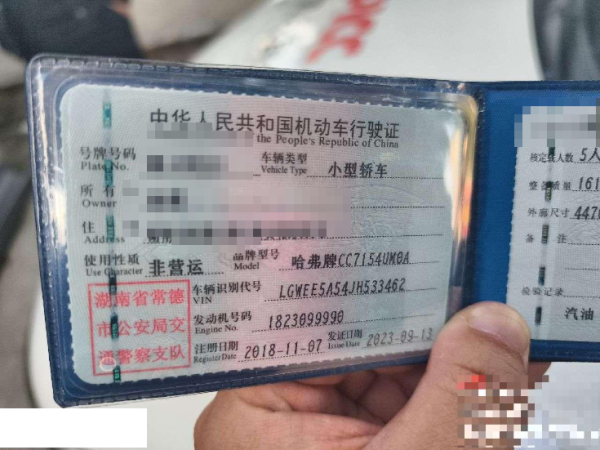 中华人民共和国机动车行驶证
the People's Republic of China
号牌号码 车辆类型 小型轿车
Plate No. Vehicle Type
所有
Owner
住
Address
使用性质 非营运 品牌型号 哈弗牌CC7154UM0A
Use Character Model
湖南省常德
市公安局交
通警察支队
车辆识别代号 LGWEE5A54JH533462
VIN
发动机号码 1823099990
Engine No.
注册日期 2018-11-07 发证日期 2023-09-13
Register Date Issue Date
核定载人数 5人
整备质量 161
外廓尺寸 447
备 注
检验记录
汽油